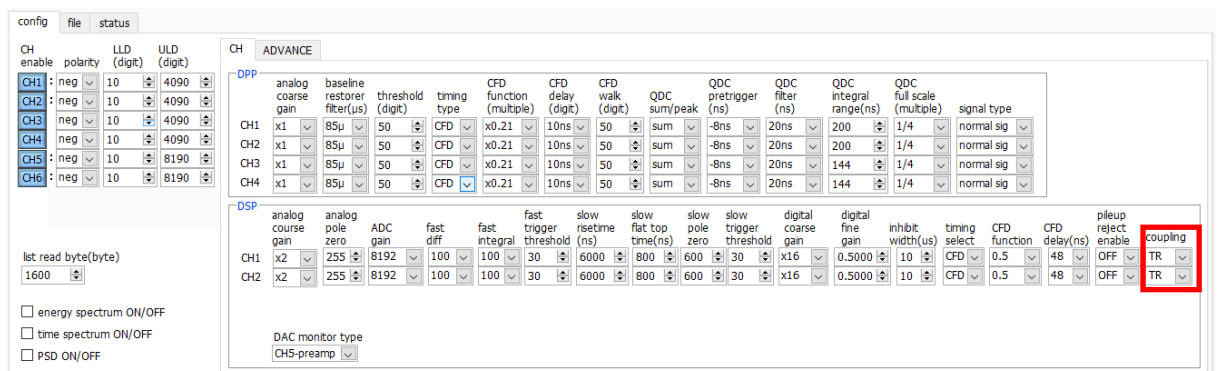 config file status
CH enable polarity LLD (digit) ULD (digit)
CH1 : neg 10 4090
CH2 : neg 10 4090
CH3 : neg 10 4090
CH4 : neg 10 4090
CH5 : neg 10 8190
CH6 : neg 10 8190
list read byte(byte)
1600
energy spectrum ON/OFF
time spectrum ON/OFF
PSD ON/OFF
CH ADVANCE
DPP
analog coarse gain baseline restorer filter(μs) threshold (digit) timing type CFD function (multiple) CFD delay (digit) CFD walk (digit) QDC sum/peak QDC pretrigger (ns) QDC filter (ns) QDC integral range(ns) QDC full scale (multiple) signal type
CH1 x1 85μ 50 CFD x0.21 10ns 50 sum -8ns 20ns 200 1/4 normal sig
CH2 x1 85μ 50 CFD x0.21 10ns 50 sum -8ns 20ns 200 1/4 normal sig
CH3 x1 85μ 50 CFD x0.21 10ns 50 sum -8ns 20ns 144 1/4 normal sig
CH4 x1 85μ 50 CFD x0.21 10ns 50 sum -8ns 20ns 144 1/4 normal sig
DSP
analog course gain analog pole zero ADC gain fast diff fast integral fast trigger threshold slow risetime (ns) slow flat top time(ns) slow pole zero slow trigger threshold digital coarse gain digital fine gain inhibit width(us) timing select CFD function CFD delay(ns) pileup reject enable coupling
CH1 x2 255 8192 100 100 30 6000 800 600 30 x16 0.5000 10 CFD 0.5 48 OFF TR
CH2 x2 255 8192 100 100 30 6000 800 600 30 x16 0.5000 10 CFD 0.5 48 OFF TR
DAC monitor type
CH5-preamp